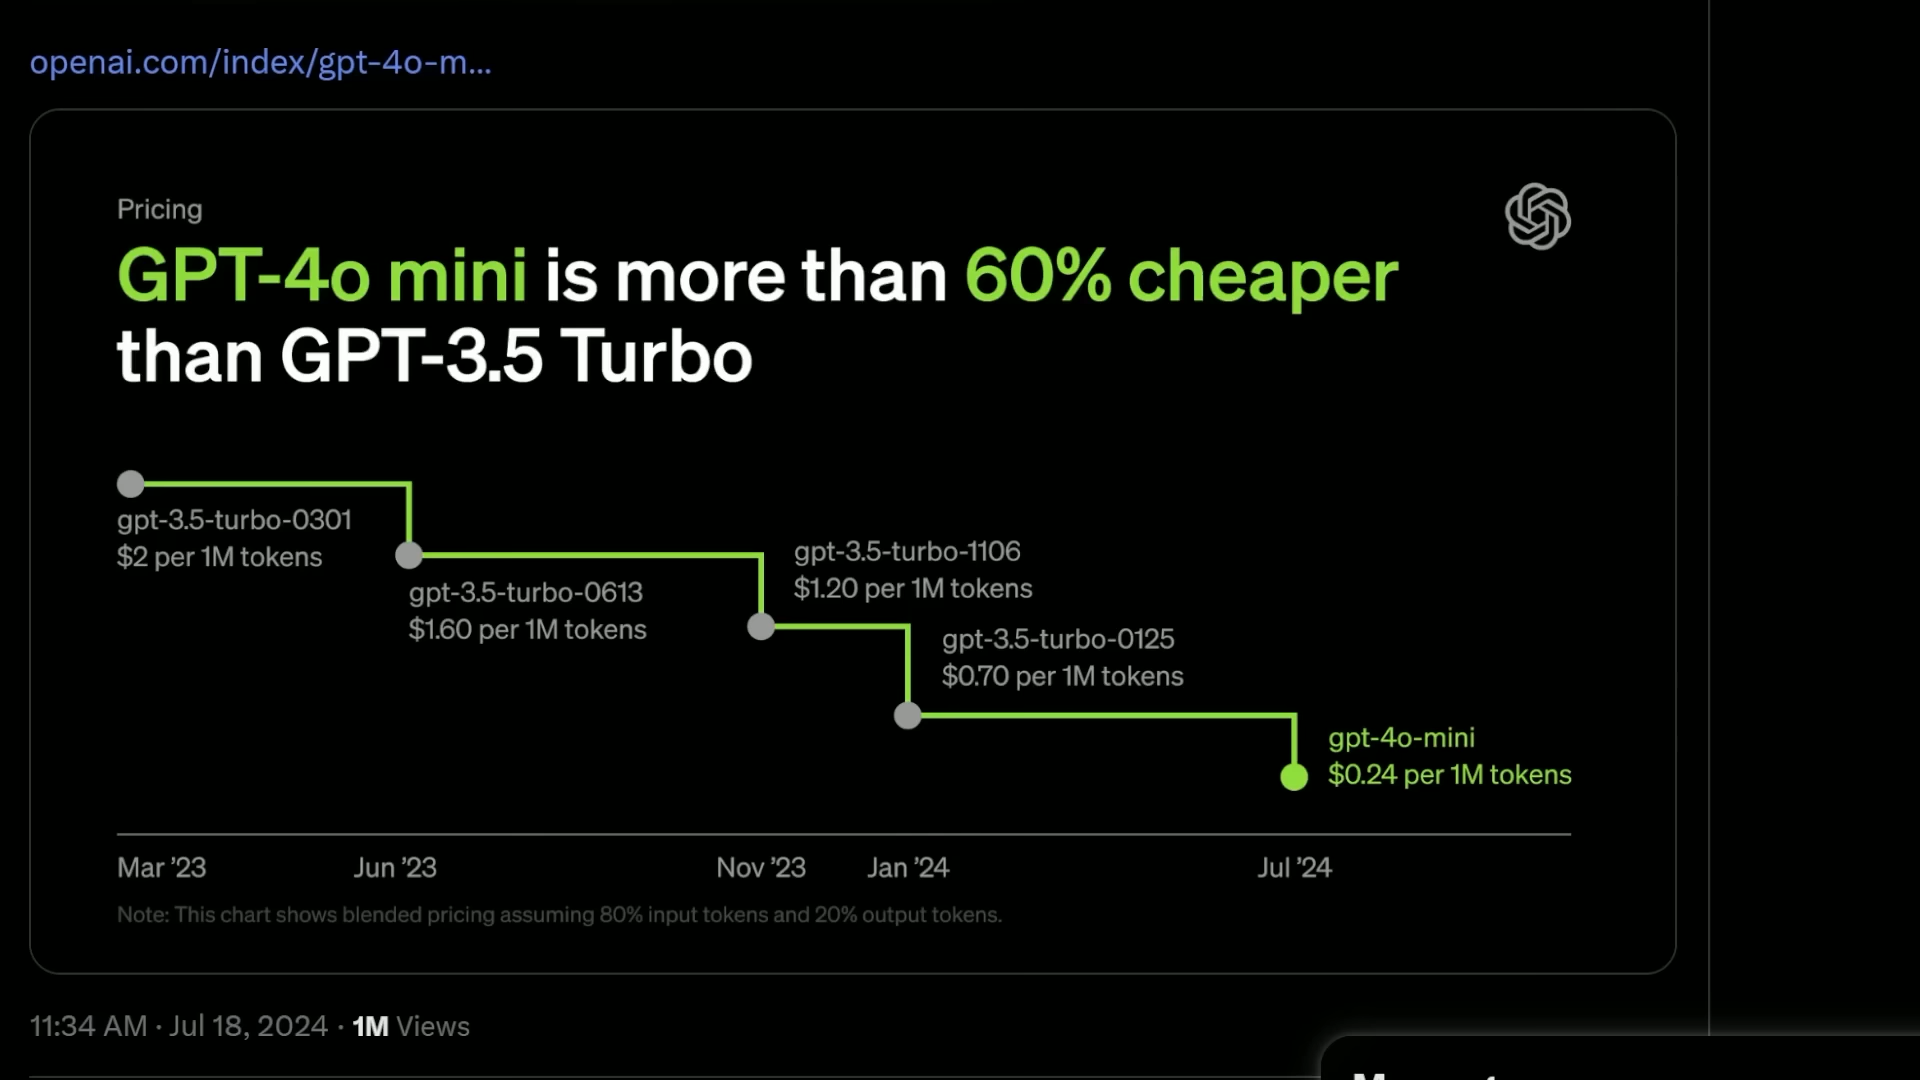 openai.com/index/gpt-4o-m...
Pricing
GPT-4o mini is more than 60% cheaper
than GPT-3.5 Turbo
gpt-3.5-turbo-0301
$2 per 1M tokens
gpt-3.5-turbo-0613
$1.60 per 1M tokens
gpt-3.5-turbo-1106
$1.20 per 1M tokens
gpt-3.5-turbo-0125
$0.70 per 1M tokens
gpt-4o-mini
$0.24 per 1M tokens
Mar ’23 Jun ’23 Nov ’23 Jan ’24 Jul ’24
Note: This chart shows blended pricing assuming 80% input tokens and 20% output tokens.
11:34 AM · Jul 18, 2024 · 1M Views